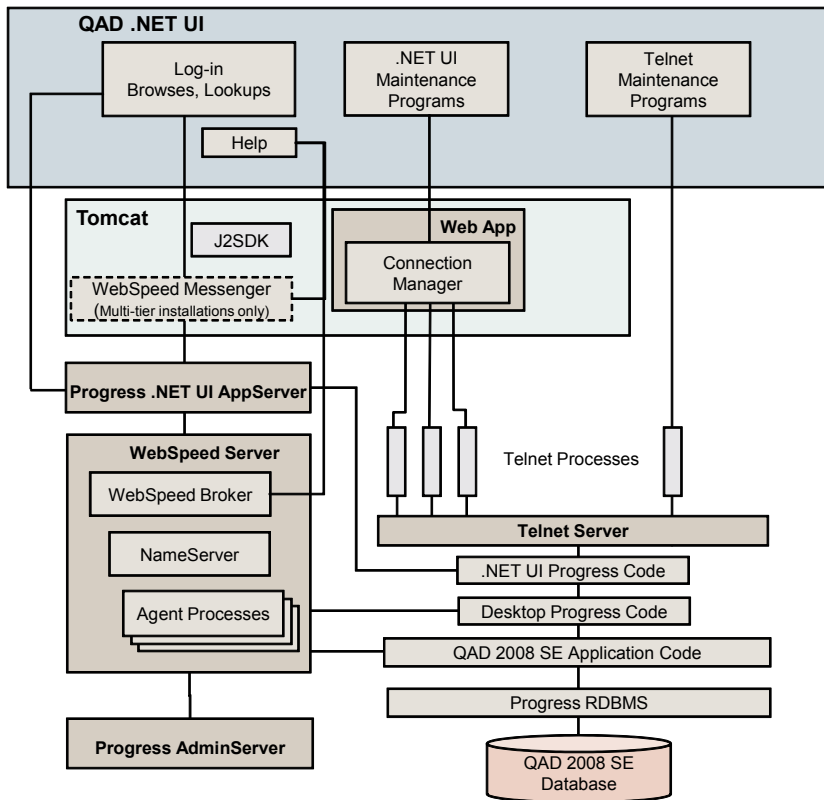 QAD .NET UI
Log-in
Browses, Lookups
.NET UI
Maintenance
Programs
Telnet
Maintenance
Programs
Help
Tomcat
J2SDK
Web App
Connection
Manager
WebSpeed Messenger
(Multi-tier installations only)
Progress .NET UI AppServer
WebSpeed Server
WebSpeed Broker
NameServer
Agent Processes
Telnet Processes
Telnet Server
.NET UI Progress Code
Desktop Progress Code
QAD 2008 SE Application Code
Progress RDBMS
Progress AdminServer
QAD 2008 SE
Database